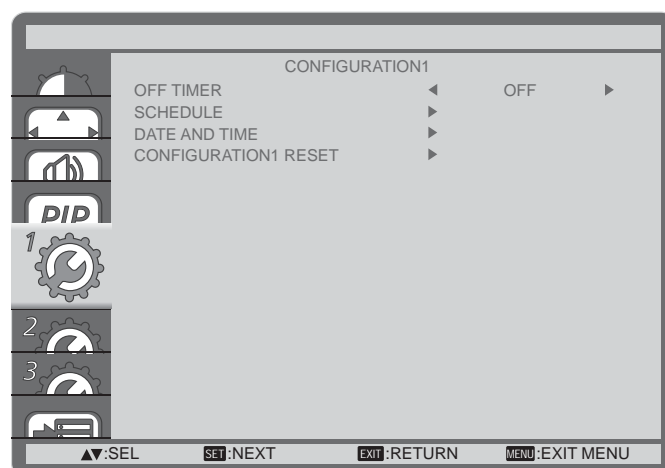 CONFIGURATION1
OFF TIMER ◀ OFF ▶
SCHEDULE ▶
DATE AND TIME ▶
CONFIGURATION1 RESET ▶
PIP
1
2
3
▲▼:SEL SET:NEXT EXIT:RETURN MENU:EXIT MENU